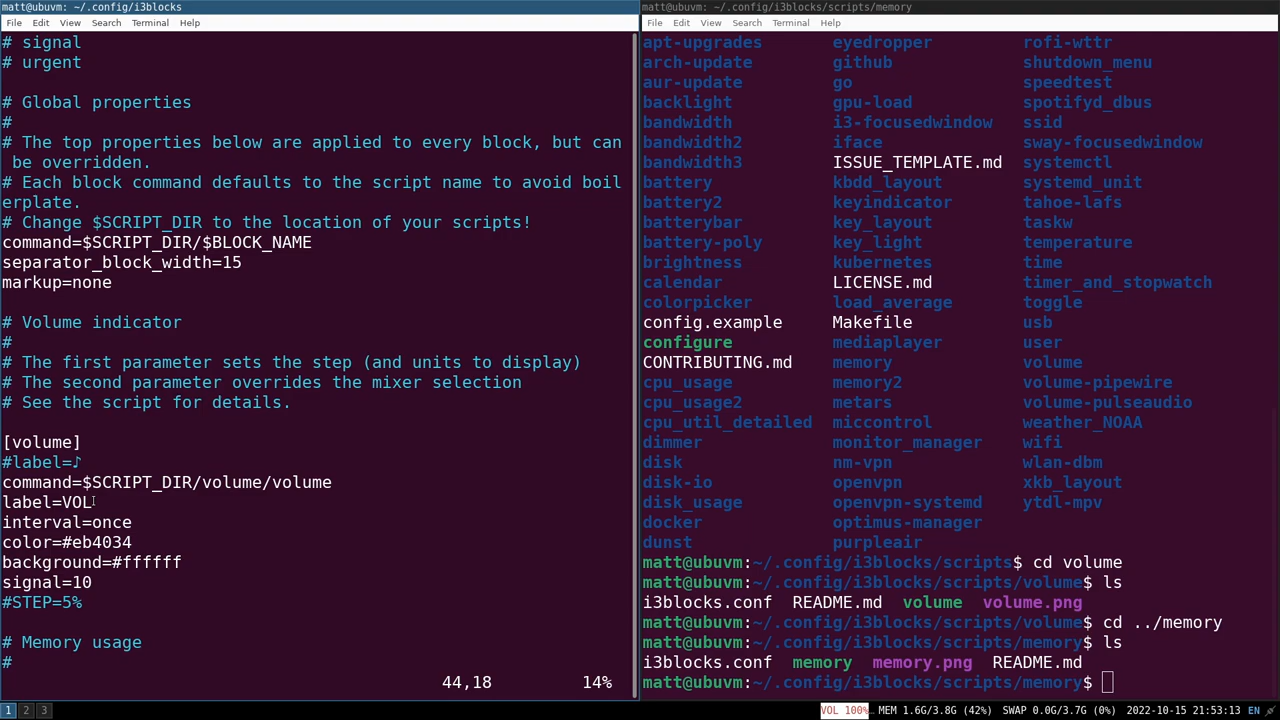 matt@ubuvm: ~/.config/i3blocks
File Edit View Search Terminal Help
# signal
# urgent
# Global properties
#
# The top properties below are applied to every block, but can
be overridden.
# Each block command defaults to the script name to avoid boil
erplate.
# Change $SCRIPT_DIR to the location of your scripts!
command=$SCRIPT_DIR/$BLOCK_NAME
separator_block_width=15
markup=none
# Volume indicator
#
# The first parameter sets the step (and units to display)
# The second parameter overrides the mixer selection
# See the script for details.
[volume]
#label=♪
command=$SCRIPT_DIR/volume/volume
label=VOL
interval=once
color=#eb4034
background=#ffffff
signal=10
#STEP=5%
# Memory usage
#
44,18 14%
matt@ubuvm: ~/.config/i3blocks/scripts/memory
File Edit View Search Terminal Help
apt-upgrades eyedropper rofi-wttr
arch-update github shutdown_menu
aur-update go speedtest
backlight gpu-load spotifyd_dbus
bandwidth i3-focusedwindow ssid
bandwidth2 iface sway-focusedwindow
bandwidth3 ISSUE_TEMPLATE.md systemctl
battery kbdd_layout systemd_unit
battery2 keyindicator tahoe-lafs
batterybar key_layout taskw
battery-poly key_light temperature
brightness kubernetes time
calendar LICENSE.md timer_and_stopwatch
colorpicker load_average toggle
config.example Makefile usb
configure mediaplayer user
CONTRIBUTING.md memory volume
cpu_usage memory2 volume-pipewire
cpu_usage2 metars volume-pulseaudio
cpu_util_detailed miccontrol weather_NOAA
dimmer monitor_manager wifi
disk nm-vpn wlan-dbm
disk-io openvpn xkb_layout
disk_usage openvpn-systemd ytdl-mpv
docker optimus-manager
dunst purpleair
matt@ubuvm:~/.config/i3blocks/scripts$ cd volume
matt@ubuvm:~/.config/i3blocks/scripts/volume$ ls
i3blocks.conf README.md volume volume.png
matt@ubuvm:~/.config/i3blocks/scripts/volume$ cd ../memory
matt@ubuvm:~/.config/i3blocks/scripts/memory$ ls
i3blocks.conf memory memory.png README.md
matt@ubuvm:~/.config/i3blocks/scripts/memory$
1 2 3 VOL 100% MEM 1.6G/3.8G (42%) SWAP 0.0G/3.7G (0%) 2022-10-15 21:53:13 EN